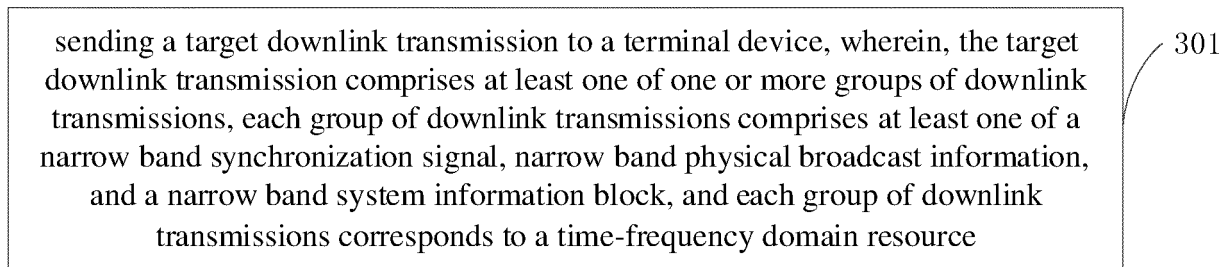 sending a target downlink transmission to a terminal device, wherein, the target
downlink transmission comprises at least one of one or more groups of downlink
transmissions, each group of downlink transmissions comprises at least one of a
narrow band synchronization signal, narrow band physical broadcast information,
and a narrow band system information block, and each group of downlink
transmissions corresponds to a time-frequency domain resource
301